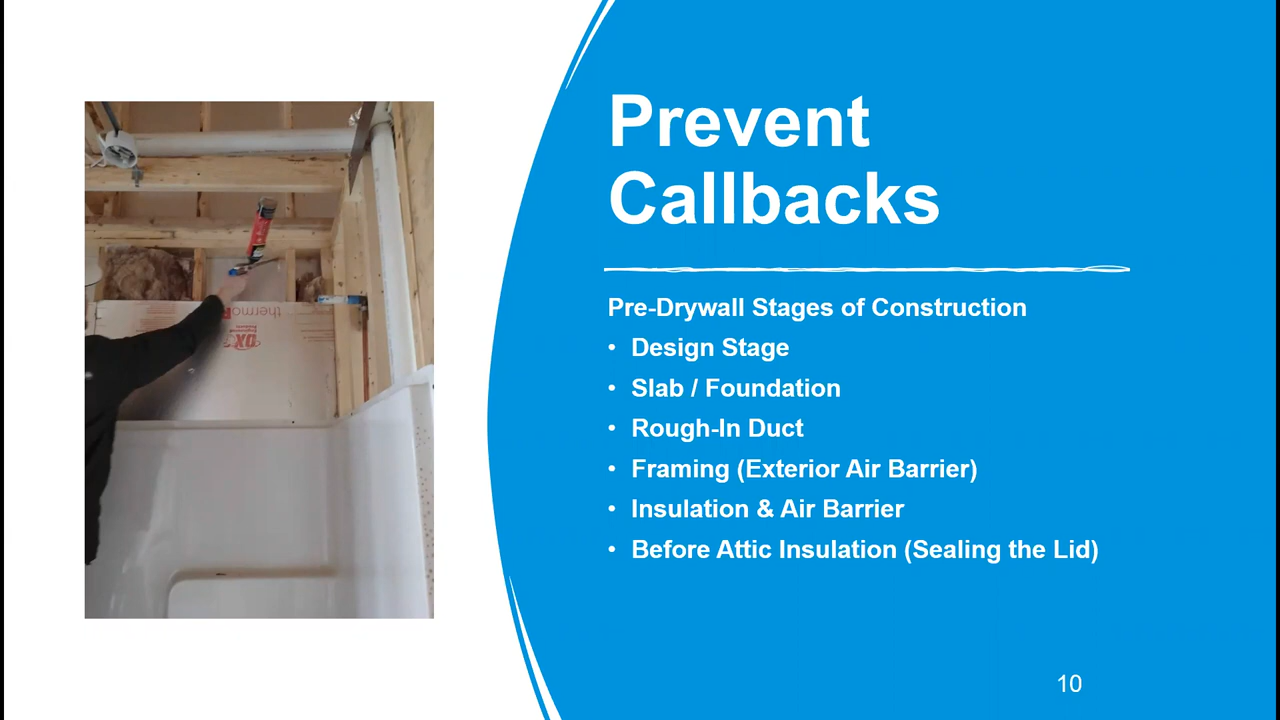 Prevent
Callbacks
Pre-Drywall Stages of Construction
• Design Stage
• Slab / Foundation
• Rough-In Duct
• Framing (Exterior Air Barrier)
• Insulation & Air Barrier
• Before Attic Insulation (Sealing the Lid)
10
OX